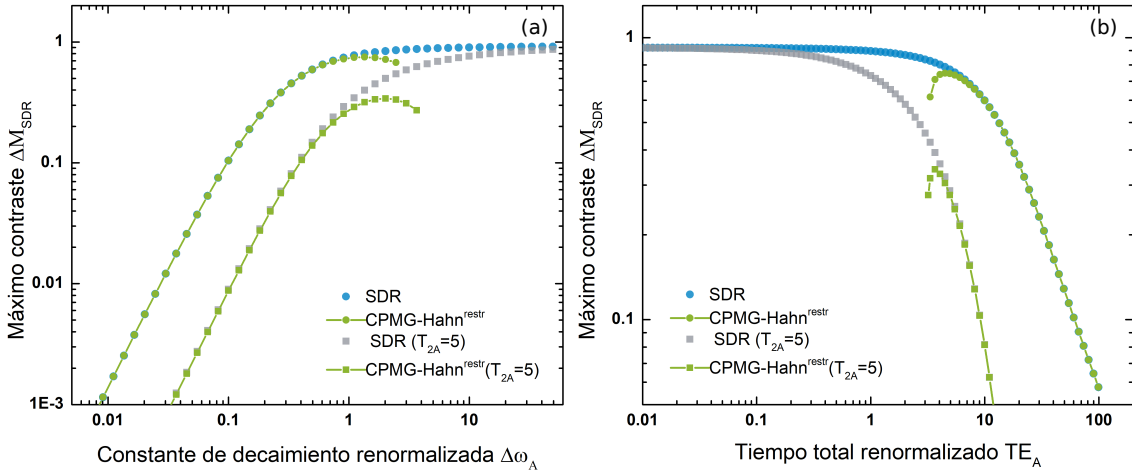 (a)
Máximo contraste ΔM_SDR
1
0.1
0.01
1E-3
0.01 0.1 1 10
Constante de decaimiento renormalizada Δω_A
SDR
CPMG-Hahn^restr
SDR (T_2A=5)
CPMG-Hahn^restr(T_2A=5)
(b)
Máximo contraste ΔM_SDR
1
0.1
0.01 0.1 1 10 100
Tiempo total renormalizado TE_A
SDR
CPMG-Hahn^restr
SDR (T_2A=5)
CPMG-Hahn^restr(T_2A=5)